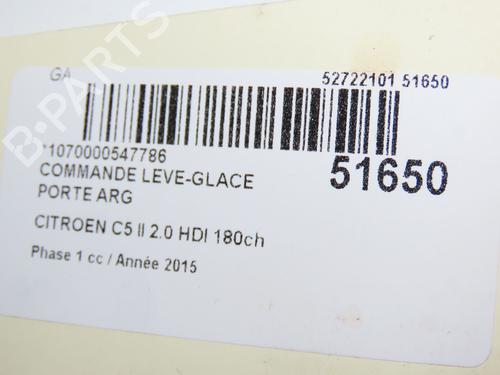 GA
52722101 51650
*1070000547786
51650
COMMANDE LEVE-GLACE
PORTE ARG
CITROEN C5 II 2.0 HDI 180ch
Phase 1 cc / Année 2015
B-PARTS